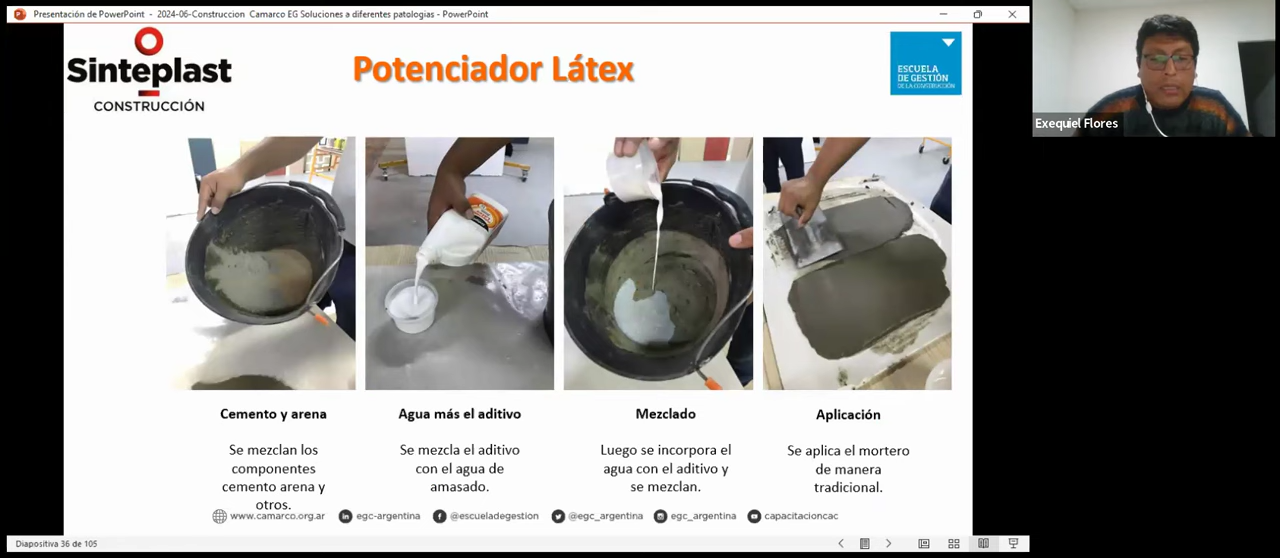 Presentación de PowerPoint - 2024-06-Construccion Camarco EG Soluciones a diferentes patologias - PowerPoint
Sinteplast
CONSTRUCCIÓN
Potenciador Látex
ESCUELA
DE GESTIÓN
DE LA CONSTRUCCIÓN
Exequiel Flores
Cemento y arena
Se mezclan los
componentes
cemento arena y
otros.
Agua más el aditivo
Se mezcla el aditivo
con el agua de
amasado.
Mezclado
Luego se incorpora el
agua con el aditivo y
se mezclan.
Aplicación
Se aplica el mortero
de manera
tradicional.
www.camarco.org.ar egc-argentina @escueladegestion @egc_argentina egc_argentina capacitacioncac
Diapositiva 36 de 105